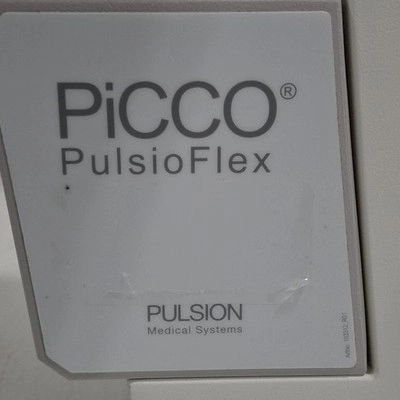 PiCCO®
PulsioFlex
PULSION
Medical Systems